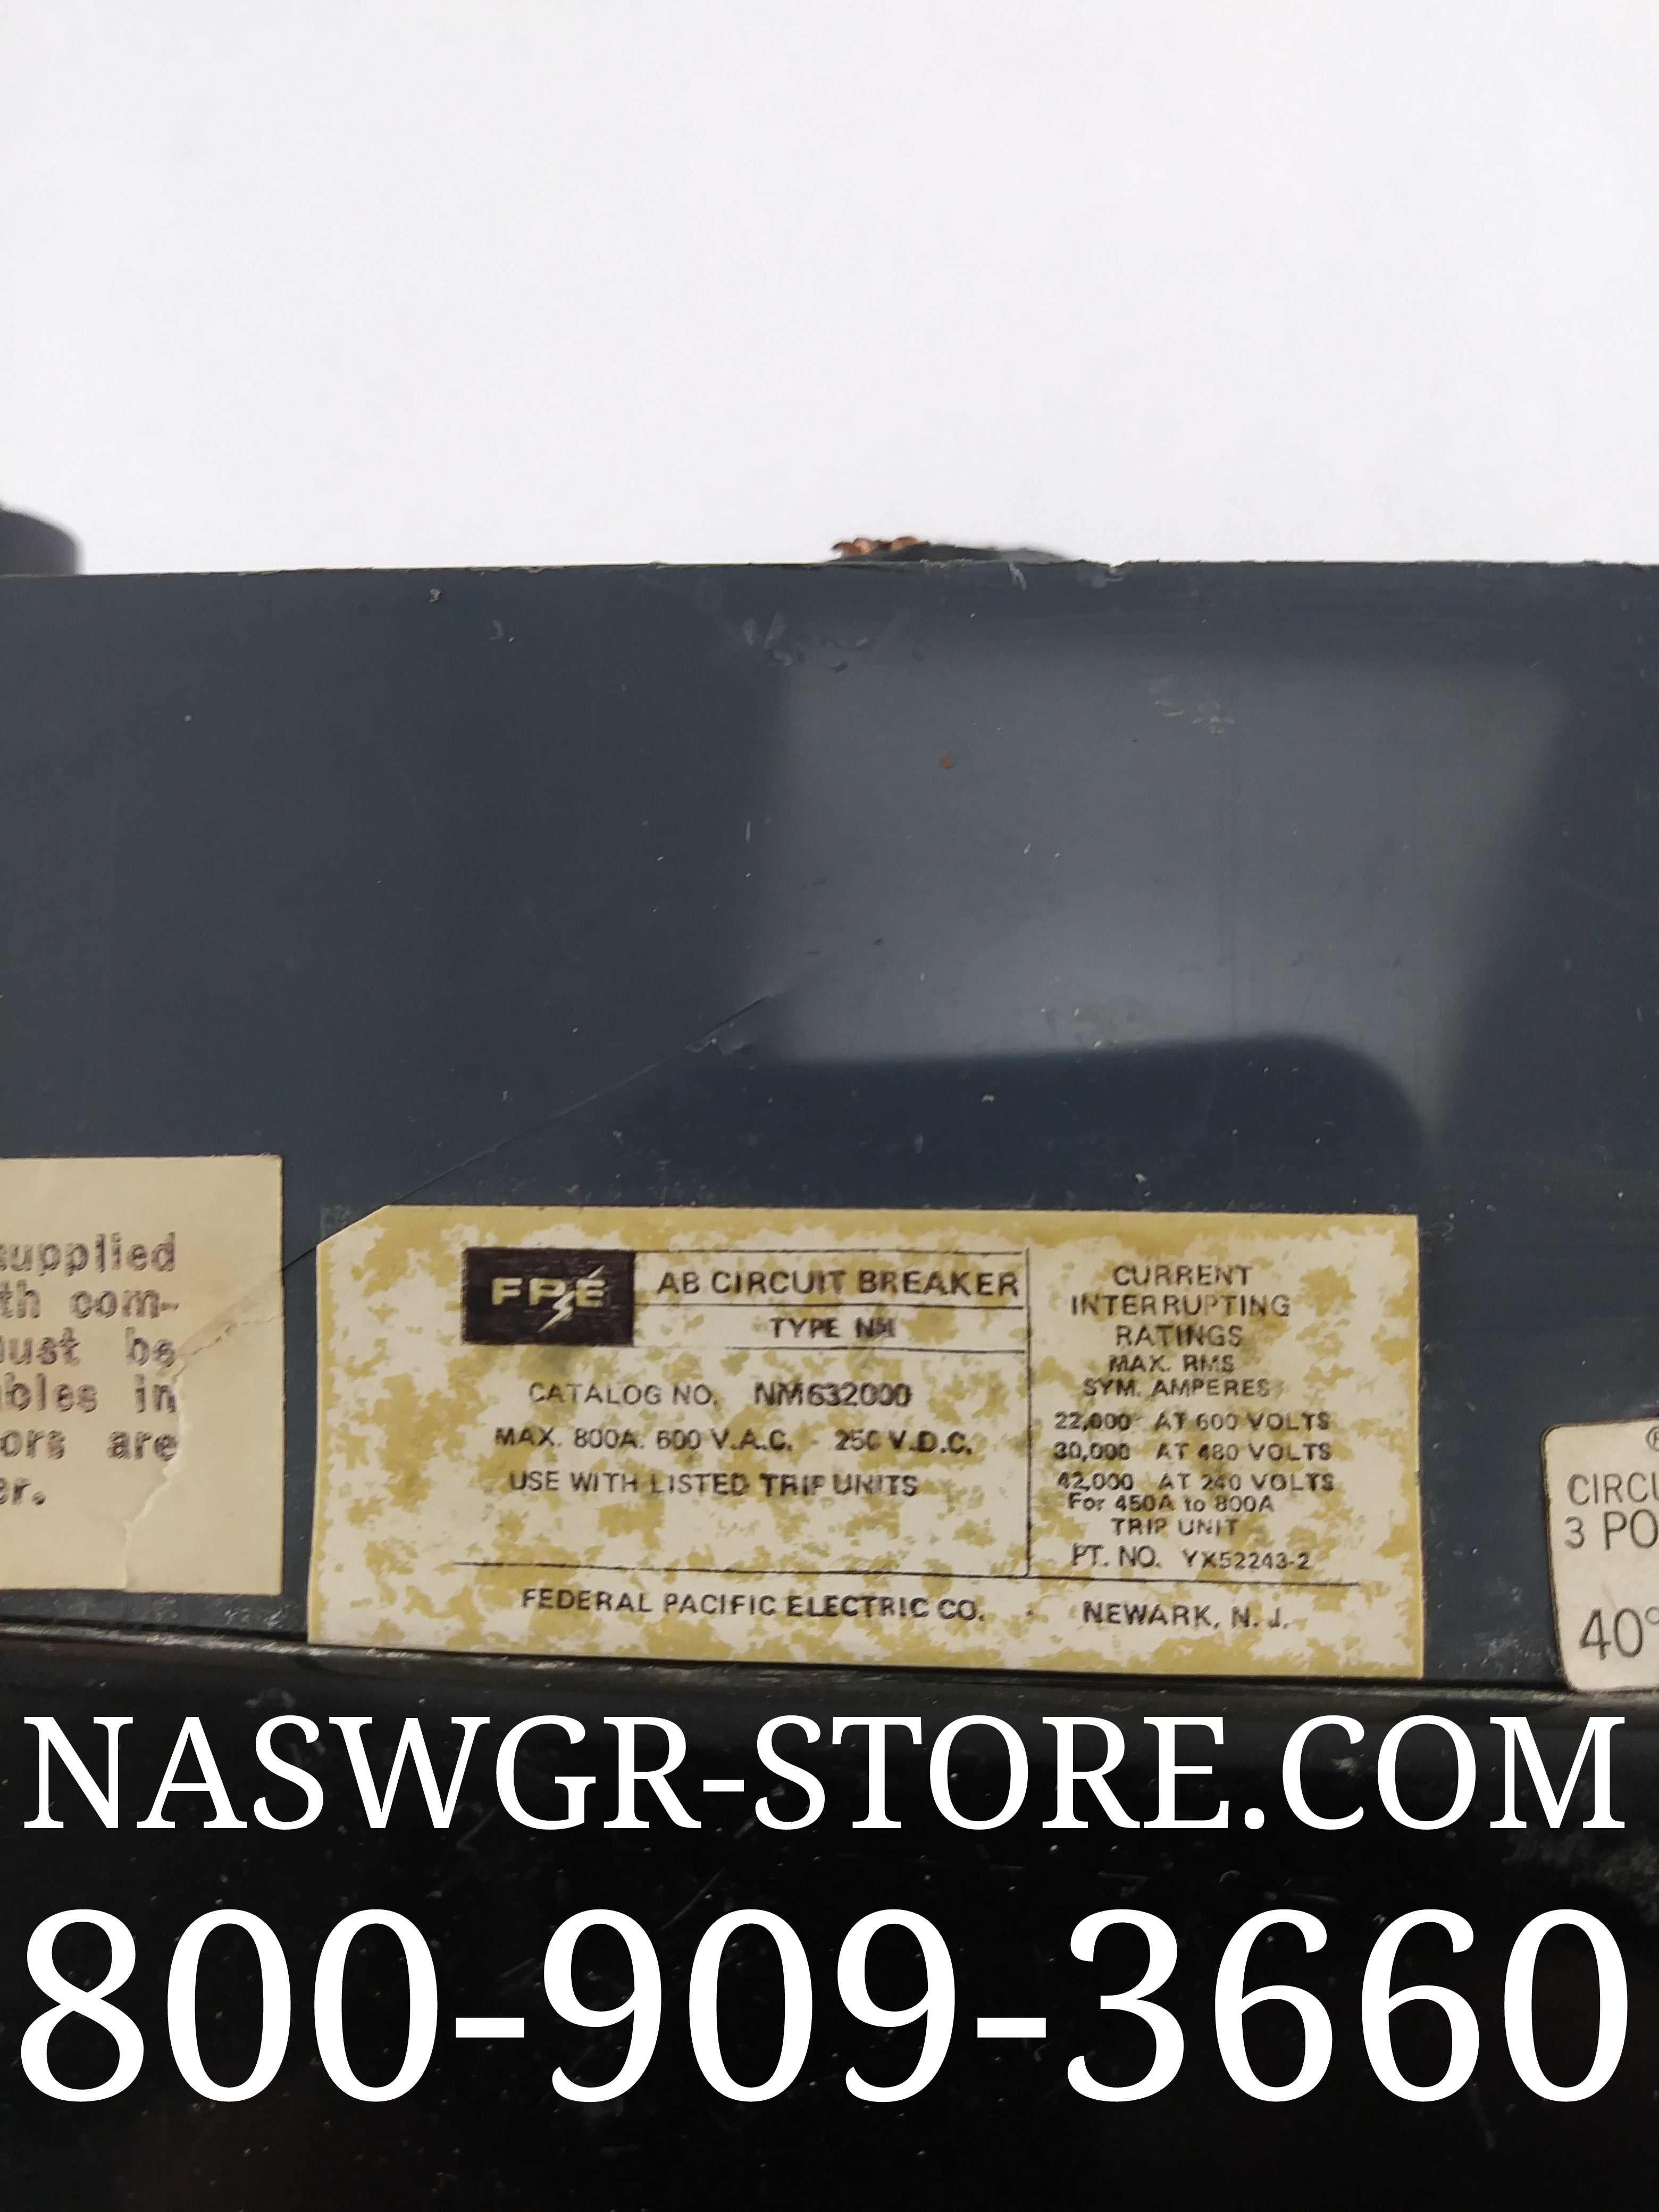 supplied
th com-
ust be
bles in
ors are
er.
FPE
AB CIRCUIT BREAKER
TYPE NM
CATALOG NO. NM632000
MAX. 800A. 600 V.A.C. - 250 V.D.C.
USE WITH LISTED TRIP UNITS
CURRENT
INTERRUPTING
RATINGS
MAX. RMS
SYM. AMPERES
22,000 AT 600 VOLTS
30,000 AT 480 VOLTS
42,000 AT 240 VOLTS
For 450A to 800A
TRIP UNIT
PT. NO. YX52243-2
FEDERAL PACIFIC ELECTRIC CO. · NEWARK, N. J.
®
CIRCU
3 PO
40°
NASWGR-STORE.COM
800-909-3660